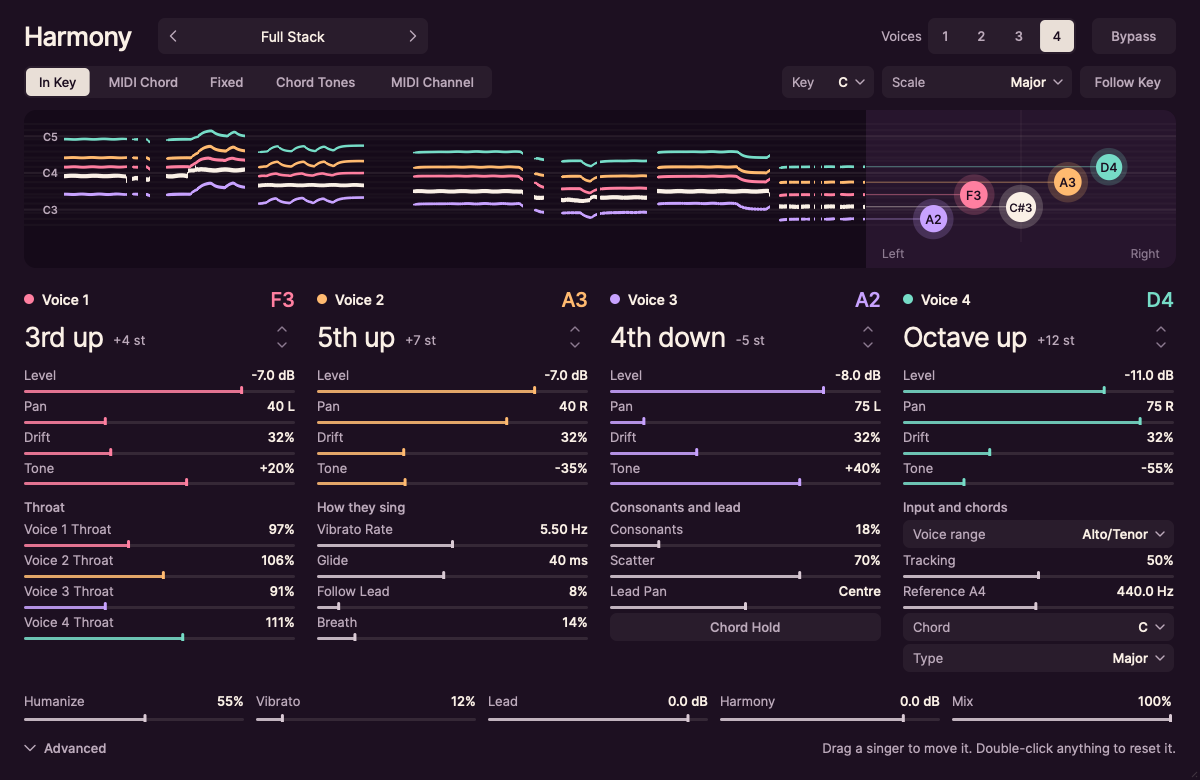 Harmony
Full Stack
Voices 1 2 3 4
Bypass
In Key MIDI Chord Fixed Chord Tones MIDI Channel
Key C
Scale Major
Follow Key
C5
C4
C3
D4
A3
F3
C#3
A2
Left Right
Voice 1 F3
3rd up +4 st
Level -7.0 dB
Pan 40 L
Drift 32%
Tone +20%
Voice 2 A3
5th up +7 st
Level -7.0 dB
Pan 40 R
Drift 32%
Tone -35%
Voice 3 A2
4th down -5 st
Level -8.0 dB
Pan 75 L
Drift 32%
Tone +40%
Voice 4 D4
Octave up +12 st
Level -11.0 dB
Pan 75 R
Drift 32%
Tone -55%
Throat
Voice 1 Throat 97%
Voice 2 Throat 106%
Voice 3 Throat 91%
Voice 4 Throat 111%
How they sing
Vibrato Rate 5.50 Hz
Glide 40 ms
Follow Lead 8%
Breath 14%
Consonants and lead
Consonants 18%
Scatter 70%
Lead Pan Centre
Chord Hold
Input and chords
Voice range Alto/Tenor
Tracking 50%
Reference A4 440.0 Hz
Chord C
Type Major
Humanize 55%
Vibrato 12%
Lead 0.0 dB
Harmony 0.0 dB
Mix 100%
Advanced
Drag a singer to move it. Double-click anything to reset it.